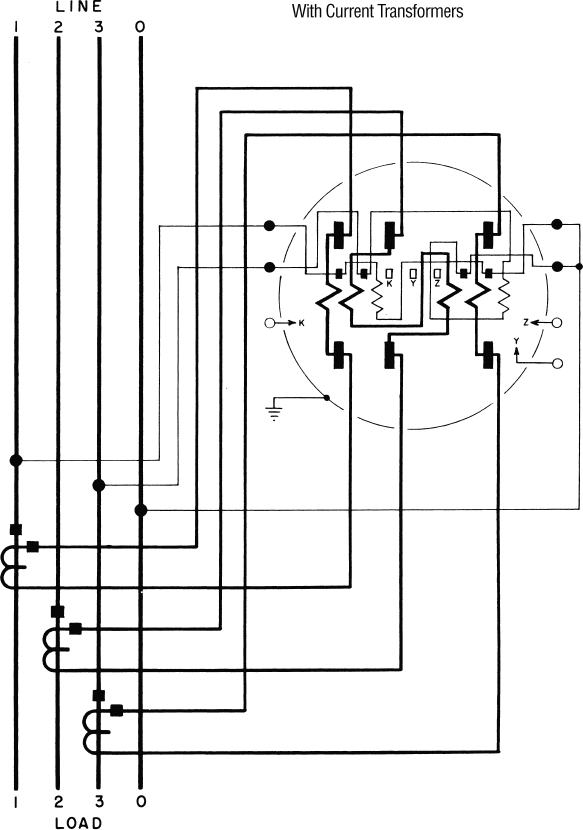 LINE
With Current Transformers
1 2 3 0
K Y Z
K
Z
Y
1 2 3 0
LOAD